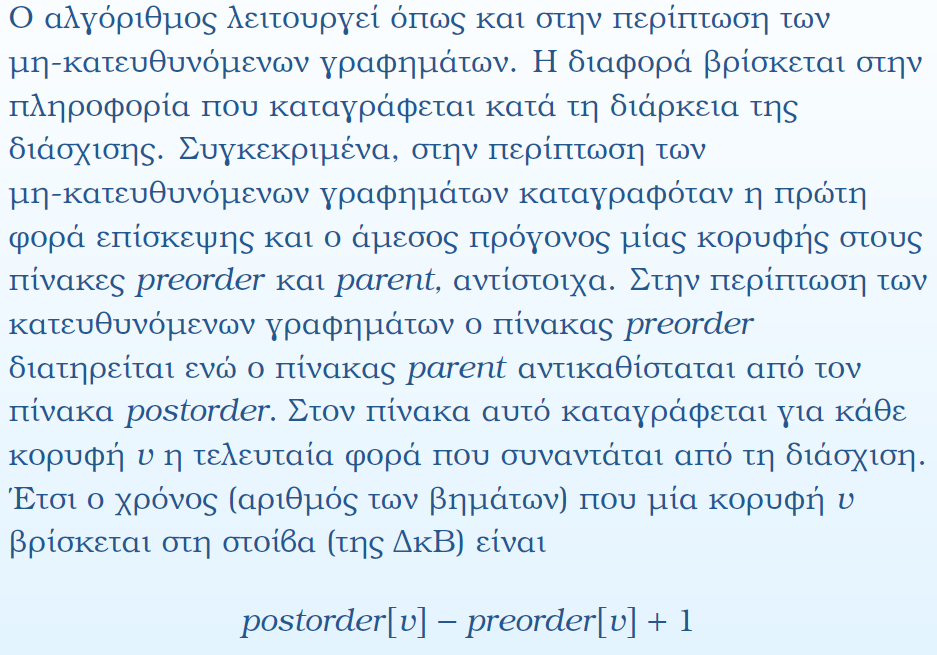 Ο αλγόριθμος λειτουργεί όπως και στην περίπτωση των
μη-κατευθυνόμενων γραφημάτων. Η διαφορά βρίσκεται στην
πληροφορία που καταγράφεται κατά τη διάρκεια της
διάσχισης. Συγκεκριμένα, στην περίπτωση των
μη-κατευθυνόμενων γραφημάτων καταγραφόταν η πρώτη
φορά επίσκεψης και ο άμεσος πρόγονος μίας κορυφής στους
πίνακες preorder και parent, αντίστοιχα. Στην περίπτωση των
κατευθυνόμενων γραφημάτων ο πίνακας preorder
διατηρείται ενώ ο πίνακας parent αντικαθίσταται από τον
πίνακα postorder. Στον πίνακα αυτό καταγράφεται για κάθε
κορυφή v η τελευταία φορά που συναντάται από τη διάσχιση.
Έτσι ο χρόνος (αριθμός των βημάτων) που μία κορυφή v
βρίσκεται στη στοίβα (της ΔκΒ) είναι
postorder[v] − preorder[v] + 1